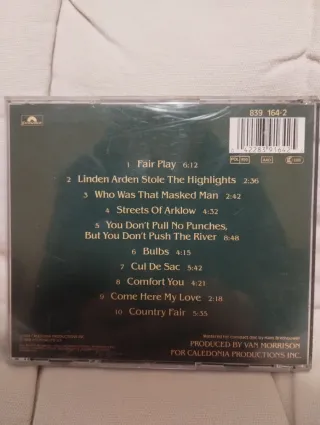 839 164-2
0 42283 91642
1 Fair Play 6:12
2 Linden Arden Stole The Highlights 2:36
3 Who Was That Masked Man 2:42
4 Streets Of Arklow 4:32
5 You Don't Pull No Punches,
But You Don't Push The River 8:48
6 Bulbs 4:15
7 Cul De Sac 5:42
8 Comfort You 4:21
9 Come Here My Love 2:18
10 Country Fair 5:35
PRODUCED BY VAN MORRISON
FOR CALEDONIA PRODUCTIONS INC.